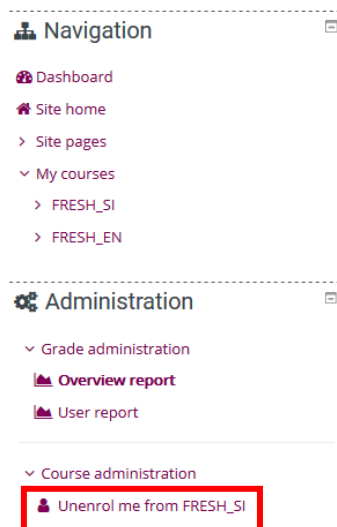 Navigation
Dashboard
Site home
Site pages
My courses
FRESH_SI
FRESH_EN
Administration
Grade administration
Overview report
User report
Course administration
Unenrol me from FRESH_SI